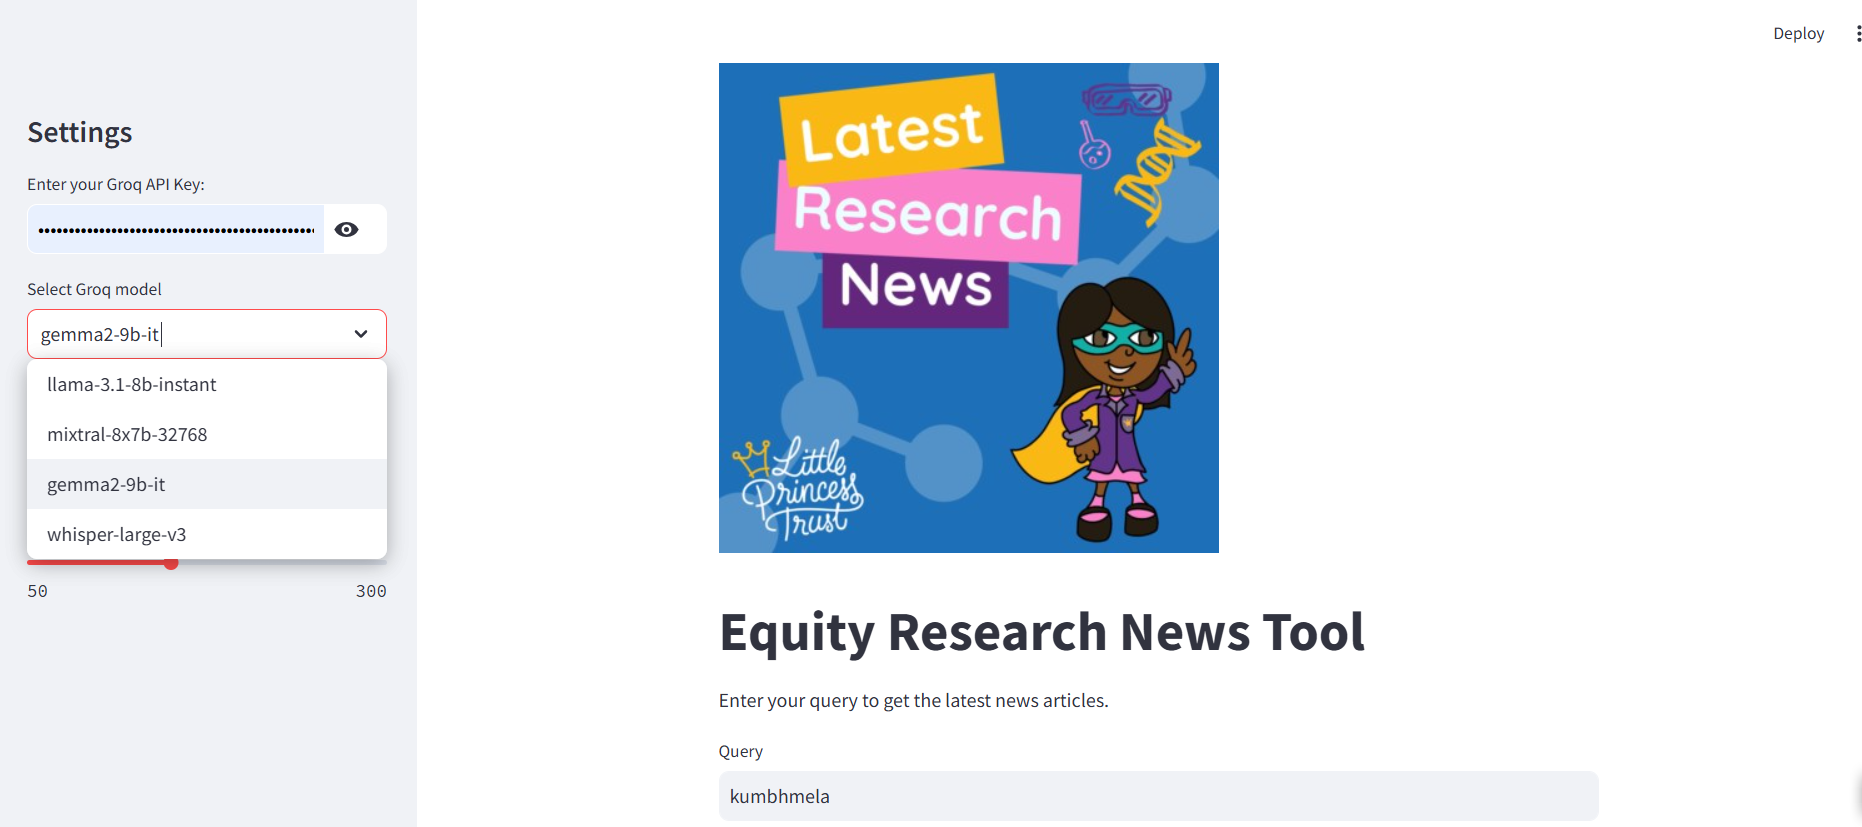 Deploy
Settings
Enter your Groq API Key:
Select Groq model
gemma2-9b-it
llama-3.1-8b-instant
mixtral-8x7b-32768
gemma2-9b-it
whisper-large-v3
50
300
Latest
Research
News
Little
Princess
Trust
Equity Research News Tool
Enter your query to get the latest news articles.
Query
kumbhmela